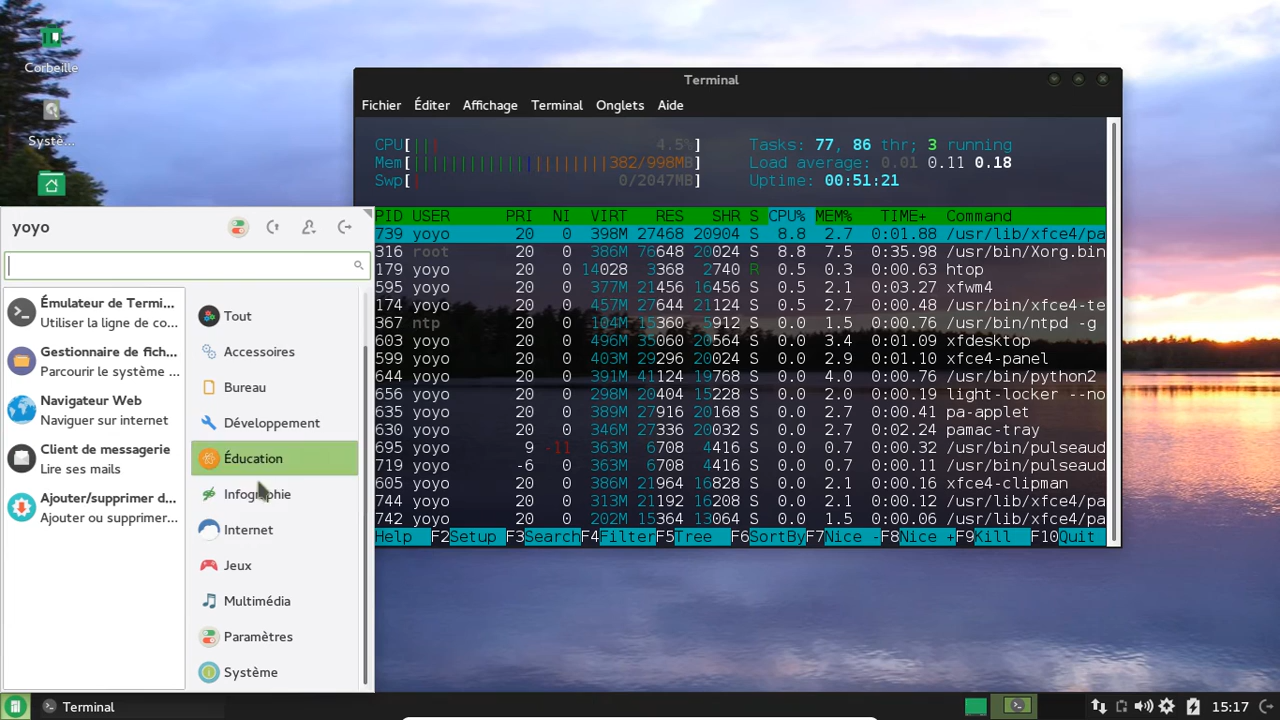 Corbeille
Systè...
Terminal
Fichier Éditer Affichage Terminal Onglets Aide
CPU[||| 4.5%] Tasks: 77, 86 thr; 3 running
Mem[||||||||||||||||||||||382/998MB] Load average: 0.01 0.11 0.18
Swp[| 0/2047MB] Uptime: 00:51:21
PID USER PRI NI VIRT RES SHR S CPU% MEM% TIME+ Command
739 yoyo 20 0 398M 27468 20904 S 8.8 2.7 0:01.88 /usr/lib/xfce4/pa
316 root 20 0 386M 76648 50244 S 8.8 7.5 0:35.98 /usr/bin/Xorg.bin
179 yoyo 20 0 14028 3368 2740 R 0.5 0.3 0:00.63 htop
595 yoyo 20 0 377M 21456 16456 S 0.5 2.1 0:03.27 xfwm4
174 yoyo 20 0 457M 27644 21124 S 0.5 2.7 0:00.48 /usr/bin/xfce4-te
367 ntp 20 0 104M 15360 5912 S 0.0 1.5 0:00.76 /usr/bin/ntpd -g
603 yoyo 20 0 496M 35060 20564 S 0.0 3.4 0:01.09 xfdesktop
599 yoyo 20 0 403M 29296 20024 S 0.0 2.9 0:01.10 xfce4-panel
644 yoyo 20 0 391M 41124 19768 S 0.0 4.0 0:00.76 /usr/bin/python2
656 yoyo 20 0 298M 20404 15228 S 0.0 2.0 0:00.19 light-locker --no
635 yoyo 20 0 389M 27916 20168 S 0.0 2.7 0:00.41 pa-applet
630 yoyo 20 0 346M 27336 20032 S 0.0 2.7 0:02.24 pamac-tray
695 yoyo 9 -11 363M 6708 4416 S 0.0 0.7 0:00.32 /usr/bin/pulseaud
719 yoyo -6 0 363M 6708 4416 S 0.0 0.7 0:00.11 /usr/bin/pulseaud
605 yoyo 20 0 386M 21964 16828 S 0.0 2.1 0:00.16 xfce4-clipman
744 yoyo 20 0 313M 21192 16208 S 0.0 2.1 0:00.12 /usr/lib/xfce4/pa
742 yoyo 20 0 202M 15364 13064 S 0.0 1.5 0:00.06 /usr/lib/xfce4/pa
Help F2Setup F3SearchF4FilterF5Tree F6SortByF7Nice -F8Nice +F9Kill F10Quit
yoyo
Émulateur de Termi...
Utiliser la ligne de co...
Gestionnaire de fich...
Parcourir le système ...
Navigateur Web
Naviguer sur internet
Client de messagerie
Lire ses mails
Ajouter/supprimer d...
Ajouter ou supprimer...
Tout
Accessoires
Bureau
Développement
Éducation
Infographie
Internet
Jeux
Multimédia
Paramètres
Système
Terminal
15:17